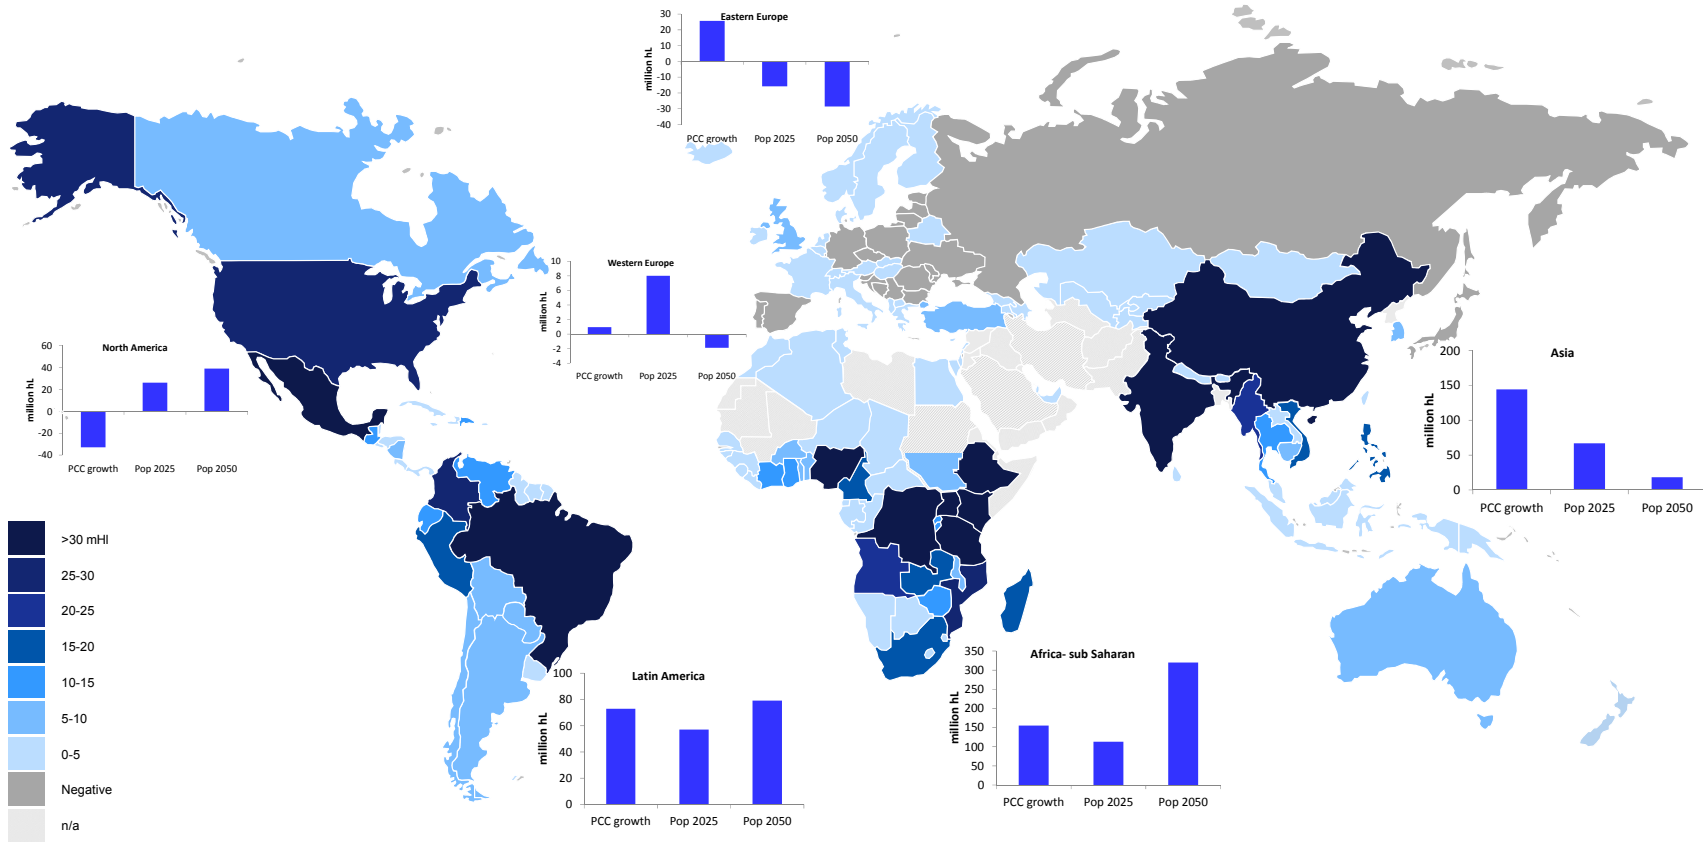 Eastern Europe
million hL
30
20
10
0
-10
-20
-30
-40
PCC growth Pop 2025 Pop 2050
Western Europe
million hL
10
8
6
4
2
0
-2
-4
PCC growth Pop 2025 Pop 2050
North America
million hL
60
40
20
0
-20
-40
PCC growth Pop 2025 Pop 2050
Asia
million hL
200
150
100
50
0
PCC growth Pop 2025 Pop 2050
>30 mHl
25-30
20-25
15-20
10-15
5-10
0-5
Negative
n/a
Latin America
million hL
100
80
60
40
20
0
PCC growth Pop 2025 Pop 2050
Africa- sub Saharan
million hL
350
300
250
200
150
100
50
0
PCC growth Pop 2025 Pop 2050